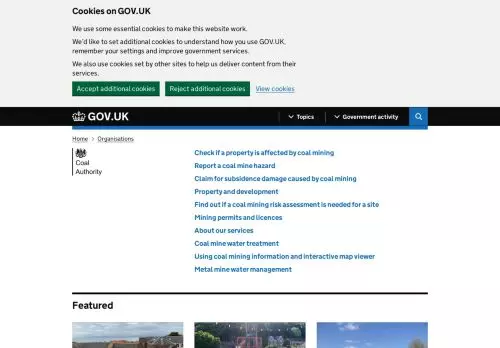 Cookies on GOV.UK
We use some essential cookies to make this website work.
We'd like to set additional cookies to understand how you use GOV.UK,
remember your settings and improve government services.
We also use cookies set by other sites to help us deliver content from their
services.
Accept additional cookies
Reject additional cookies
View cookies
GOV.UK
Topics
Government activity
Home > Organisations
Coal
Authority
Check if a property is affected by coal mining
Report a coal mine hazard
Claim for subsidence damage caused by coal mining
Property and development
Find out if a coal mining risk assessment is needed for a site
Mining permits and licences
About our services
Coal mine water treatment
Using coal mining information and interactive map viewer
Metal mine water management
Featured